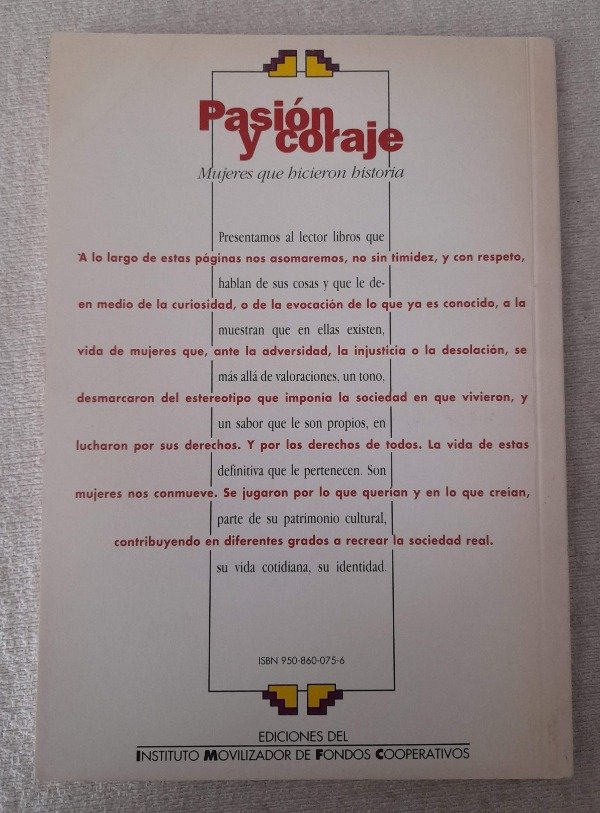 Pasión
y coraje
Mujeres que hicieron historia
Presentamos al lector libros que
"A lo largo de estas páginas nos asomaremos, no sin timidez, y con respeto,
hablan de sus cosas y que le de-
en medio de la curiosidad, o de la evocación de lo que ya es conocido, a la
muestran que en ellas existen,
vida de mujeres que, ante la adversidad, la injusticia o la desolación, se
más allá de valoraciones, un tono,
desmarcaron del estereotipo que imponía la sociedad en que vivieron, y
un sabor que le son propios, en
lucharon por sus derechos. Y por los derechos de todos. La vida de estas
definitiva que le pertenecen. Son
mujeres nos conmueve. Se jugaron por lo que querían y en lo que creían,
parte de su patrimonio cultural,
contribuyendo en diferentes grados a recrear la sociedad real.
su vida cotidiana, su identidad.
ISBN 950-860-075-6
EDICIONES DEL
INSTITUTO MOVILIZADOR DE FONDOS COOPERATIVOS